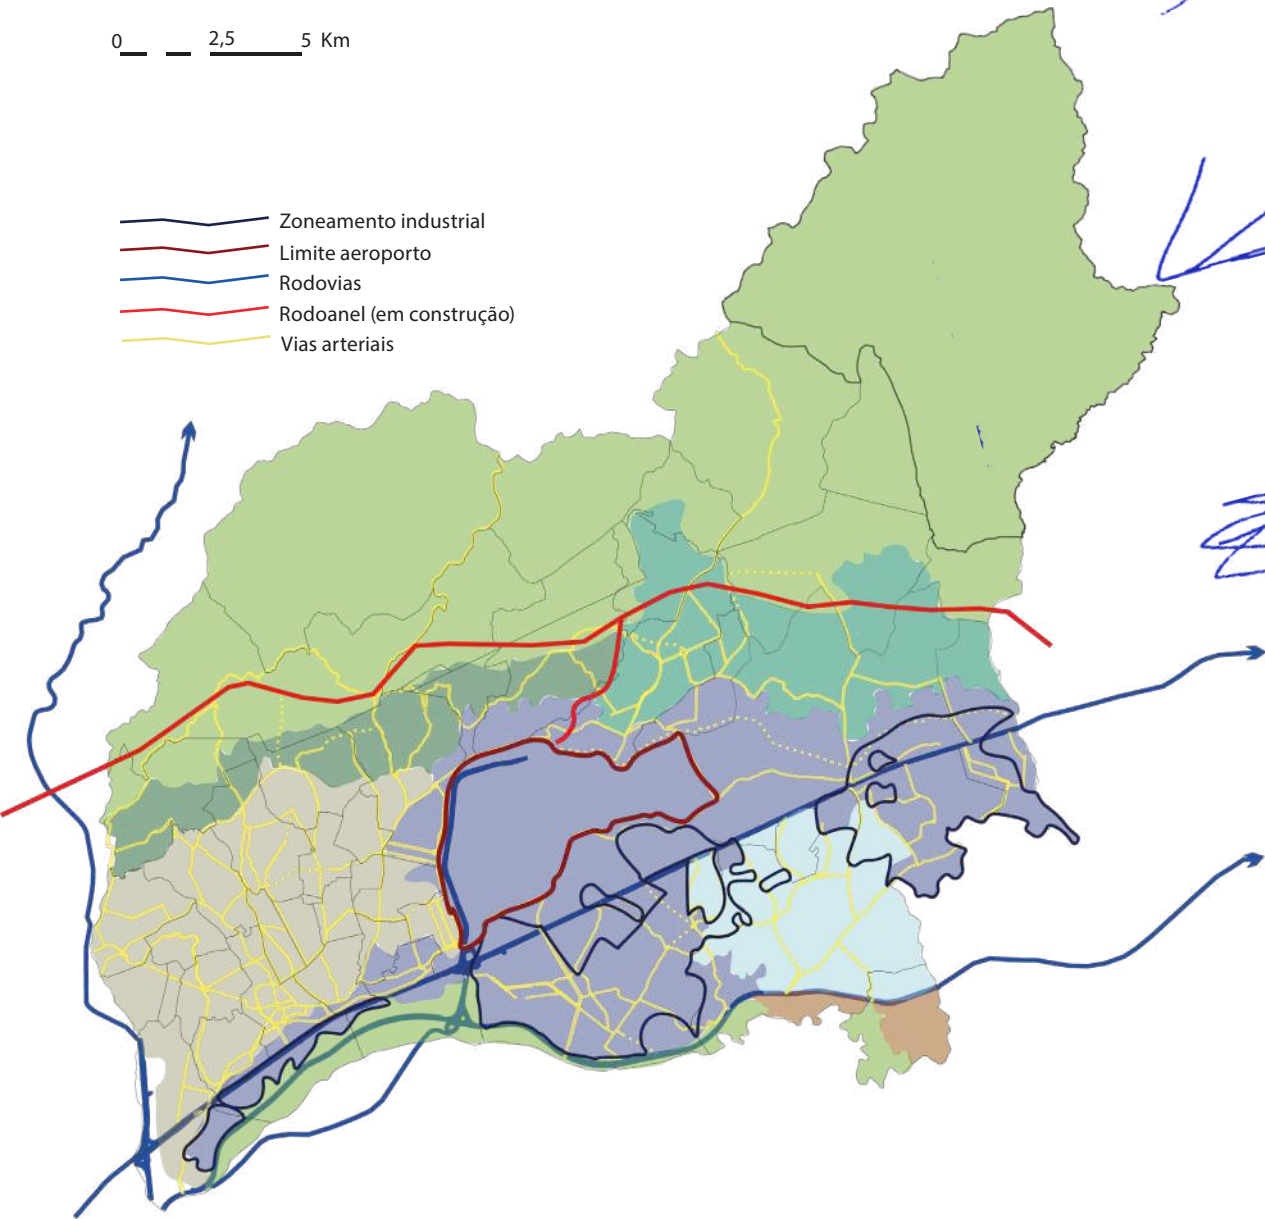 0 2,5 5 Km
Zoneamento industrial
Limite aeroporto
Rodovias
Rodoanel (em construção)
Vias arteriais